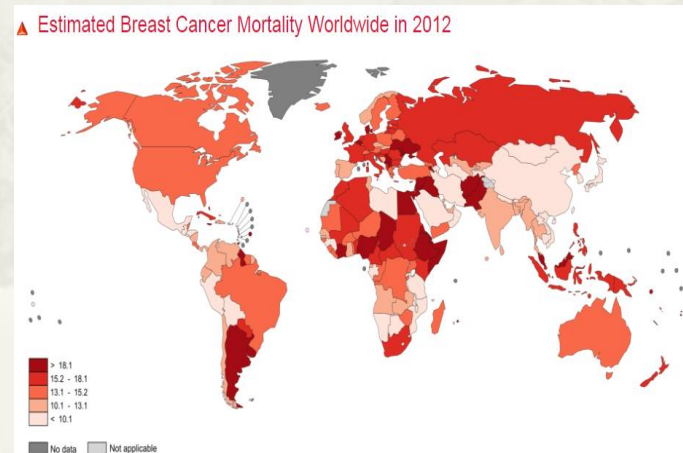 Estimated Breast Cancer Mortality Worldwide in 2012
> 18.1
15.2 - 18.1
13.1 - 15.2
10.1 - 13.1
< 10.1
No data Not applicable